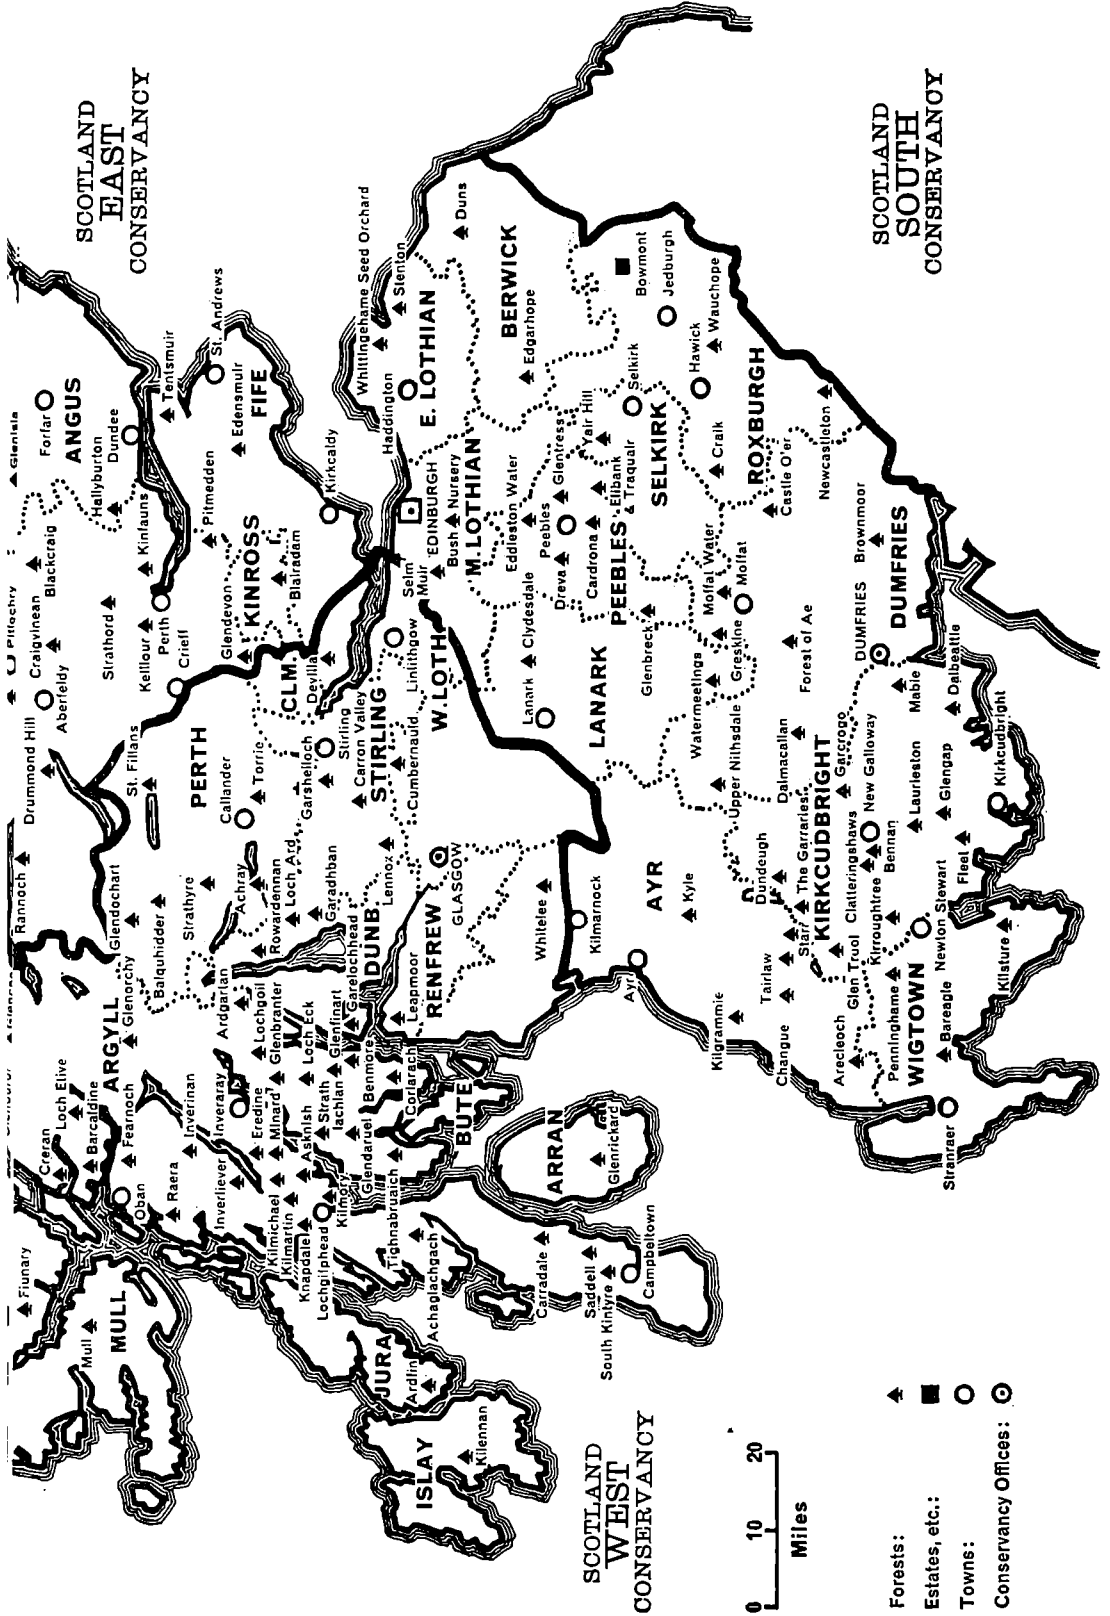 SCOTLAND
EAST
CONSERVANCY
SCOTLAND
SOUTH
CONSERVANCY
SCOTLAND
WEST
CONSERVANCY
Glenisla
Forfar
ANGUS
Hallyburton
Dundee
Tentsmuir
St. Andrews
Edensmuir
FIFE
Pitmedden
Kinfauns
Blackcraig
Craigvinean
Aberfeldy
Strathord
Keillour
Perth
Crieff
Glendevon
KINROSS
Blairadam
Kirkcaldy
Drummond Hill
St. Fillans
PERTH
Callander
Torrie
CLM.
Devilla
Garshelloch
Stirling
Carron Valley
STIRLING
Cumbernauld
Linlithgow
W.LOTH
Rannoch
Glendochart
Balquhidder
Strathyre
Achray
Rowardennan
Loch Ard
Garadhban
Lennox
DUNB
GLASGOW
RENFREW
Leapmoor
Whittingehame Seed Orchard
Stenton
Haddington
E. LOTHIAN
Duns
BERWICK
Edgarhope
EDINBURGH
Bush Nursery
M.LOTHIAN
Selm
Muir
Eddleston Water
Peebles
Glentress
Yair Hill
Elibank
& Traquair
Cardrona
Dreva
PEEBLES
Selkirk
SELKIRK
Bowmont
Jedburgh
Hawick
Wauchope
Craik
ROXBURGH
Castle O'er
Newcastleton
Clydesdale
Lanark
LANARK
Glenbreck
Moffat Water
Moffat
Greskine
Watermeetings
Upper Nithsdale
Forest of Ae
Brownmoor
DUMFRIES
DUMFRIES
Mabie
Dalbeattie
Dalmacallan
Garcrogo
New Galloway
Laurieston
Glengap
Kirkcudbright
KIRKCUDBRIGHT
Dundeugh
The Garraries
Clatteringshaws
Bennan
Starr
Glen Truol
Kirroughtree
Newton Stewart
Fleet
Kilsture
Penninghame
WIGTOWN
Bareagle
Stranraer
Arecleoch
Changue
Tairlaw
Kilgrammie
Ayr
AYR
Kyle
Kilmarnock
Whitelee
ARGYLL
Glenorchy
Creran
Loch Etive
Barcaldine
Fearnoch
Oban
Raera
Inverinan
Inverliever
Inveraray
Eredine
Minard
Asknish
Strath
lachlan
Glendaruel
Ardgartan
Lochgoil
Glenbranter
Loch Eck
Glenfinart
Garelochhead
Benmore
Corlarach
BUTE
Kilmichael
Kilmartin
Knapdale
Lochgilphead
Kilmory
Tighnabruaich
Achaglachgach
Fiunary
Mull
MULL
JURA
Ardlin
ISLAY
Kilennan
ARRAN
Glenrickard
Carradale
Saddell
South Kintyre
Campbeltown
0 10 20
Miles
Forests:
Estates, etc.:
Towns:
Conservancy Offices: